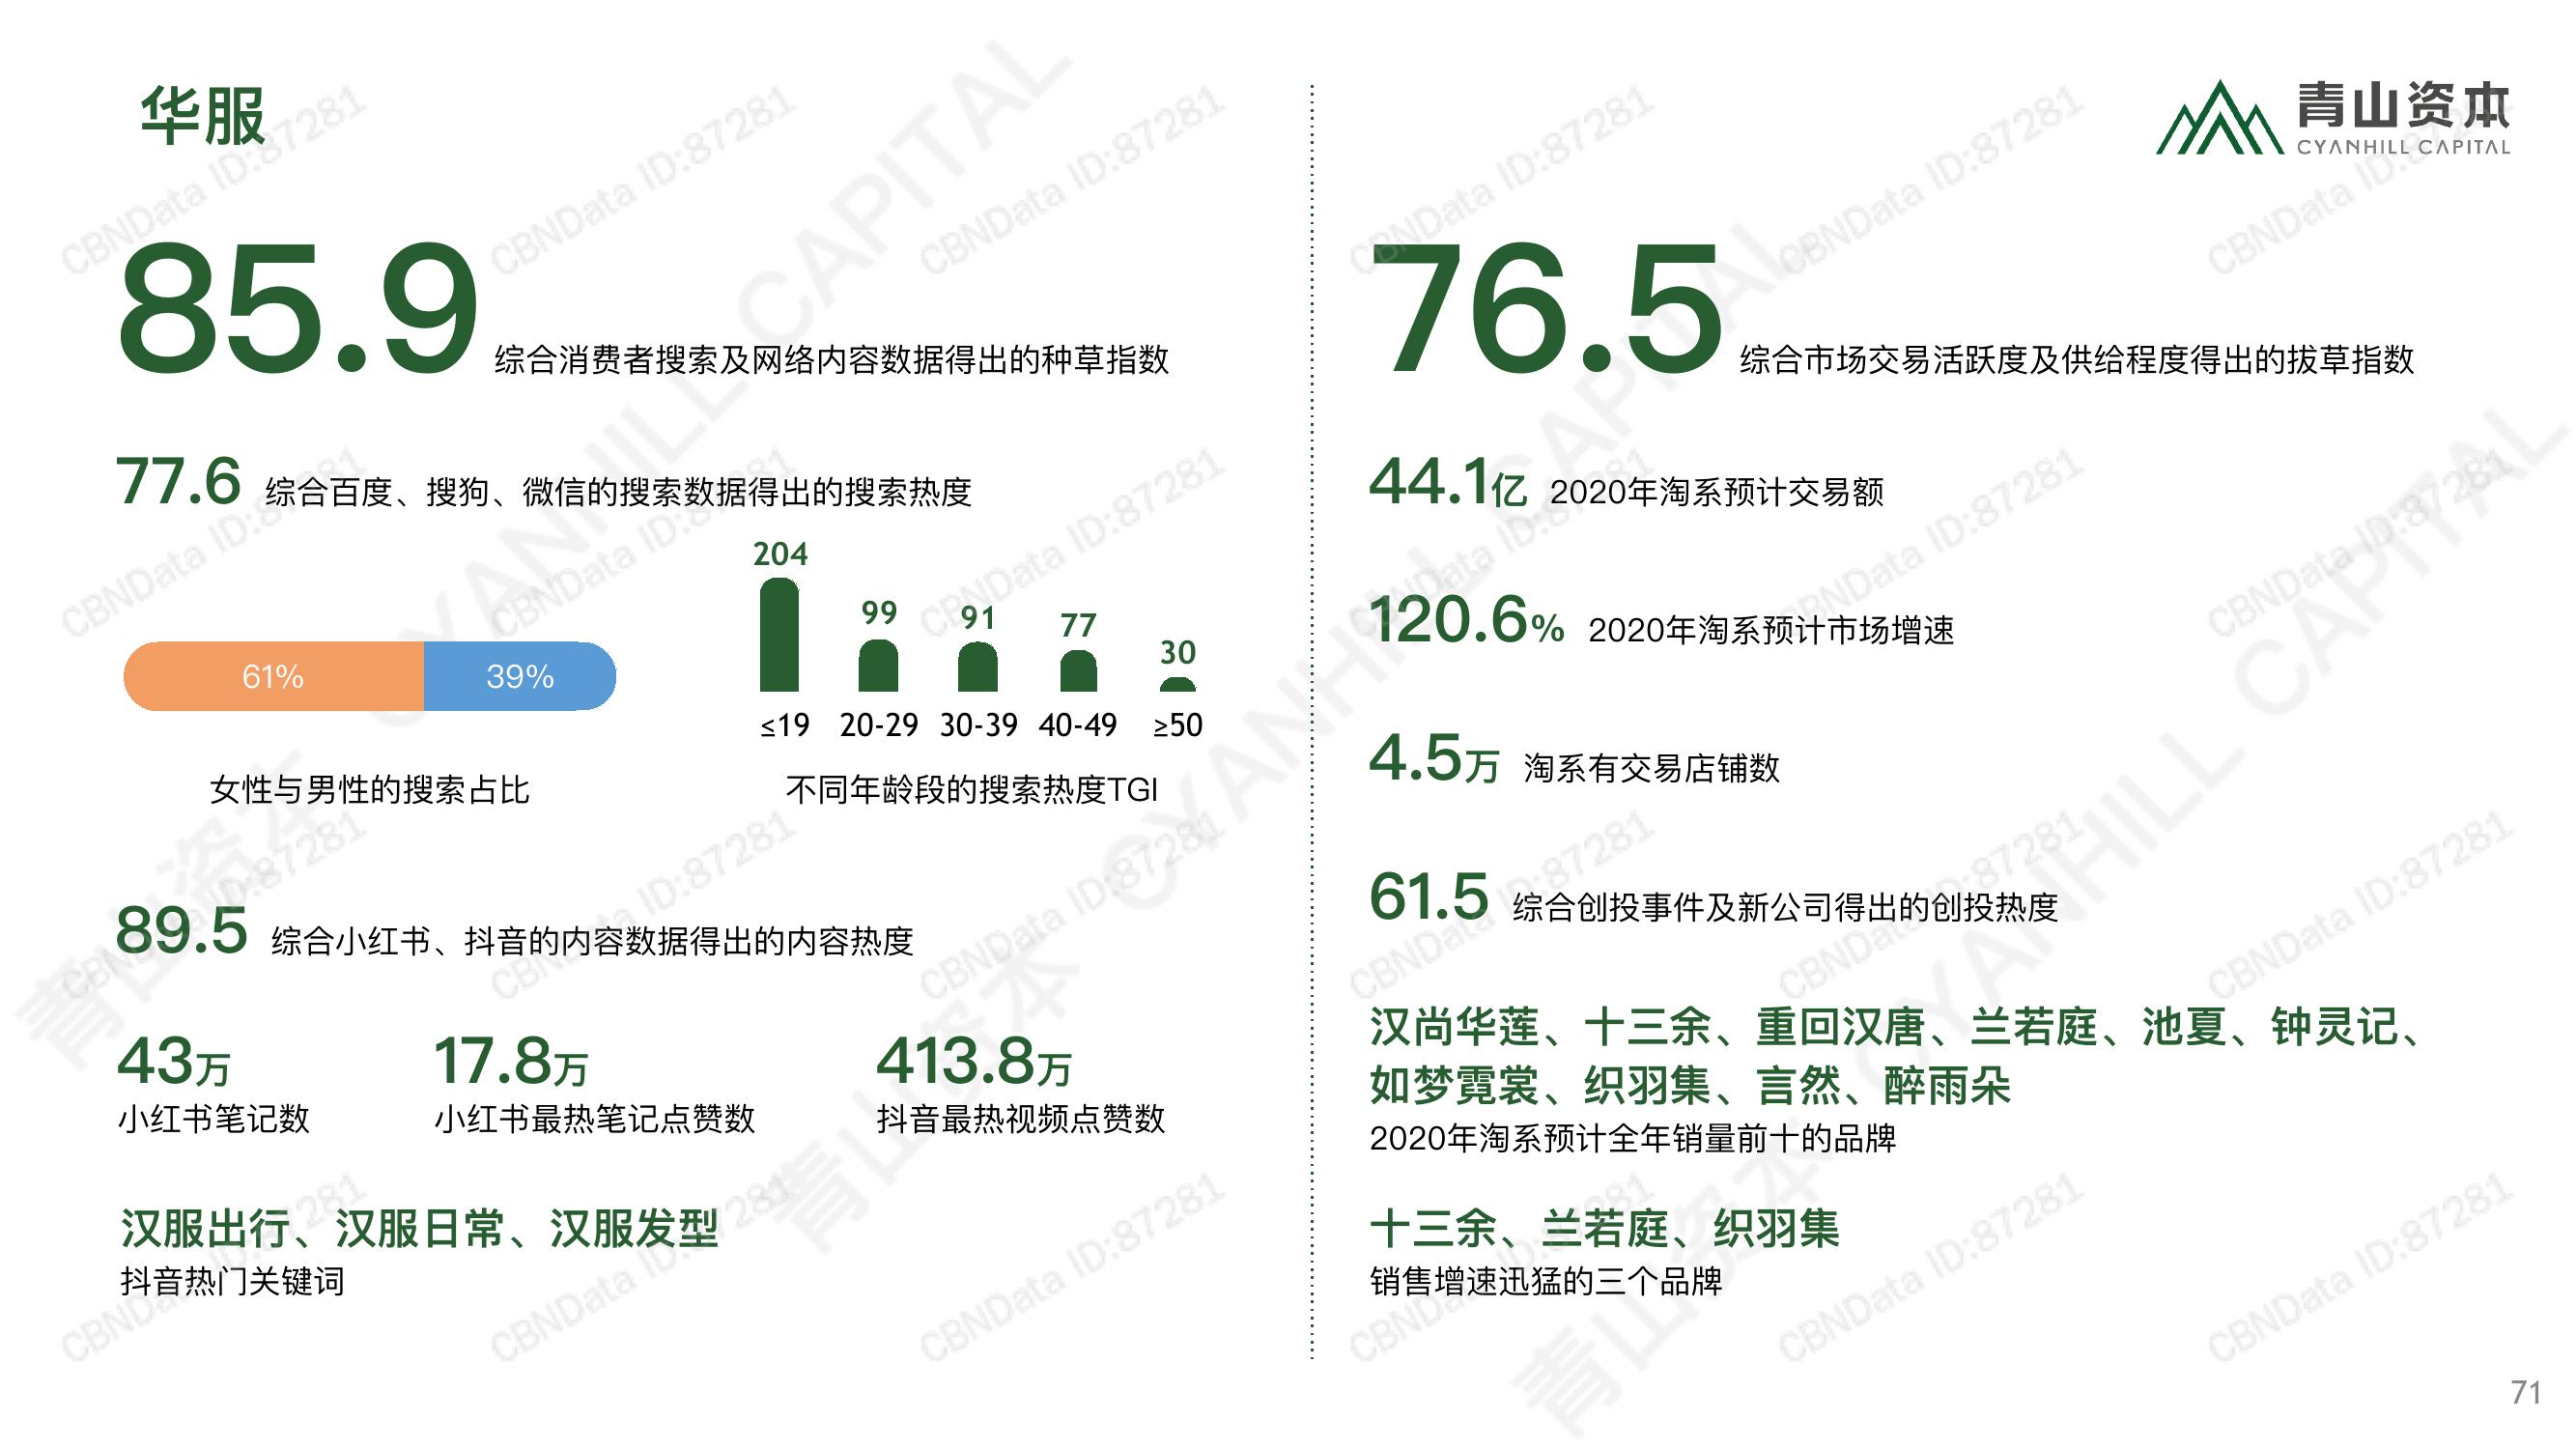 华服
青山资本
CYANHILL CAPITAL
85.9 综合消费者搜索及网络内容数据得出的种草指数
77.6 综合百度、搜狗、微信的搜索数据得出的搜索热度
61% 39%
女性与男性的搜索占比
204 99 91 77 30
≤19 20-29 30-39 40-49 ≥50
不同年龄段的搜索热度TGI
89.5 综合小红书、抖音的内容数据得出的内容热度
43万 17.8万 413.8万
小红书笔记数 小红书最热笔记点赞数 抖音最热视频点赞数
汉服出行、汉服日常、汉服发型
抖音热门关键词
76.5 综合市场交易活跃度及供给程度得出的拔草指数
44.1亿 2020年淘系预计交易额
120.6% 2020年淘系预计市场增速
4.5万 淘系有交易店铺数
61.5 综合创投事件及新公司得出的创投热度
汉尚华莲、十三余、重回汉唐、兰若庭、池夏、钟灵记、
如梦霓裳、织羽集、言然、醉雨朵
2020年淘系预计全年销量前十的品牌
十三余、兰若庭、织羽集
销售增速迅猛的三个品牌
71
CBNData ID:87281
青山资本 CYANHILL CAPITAL